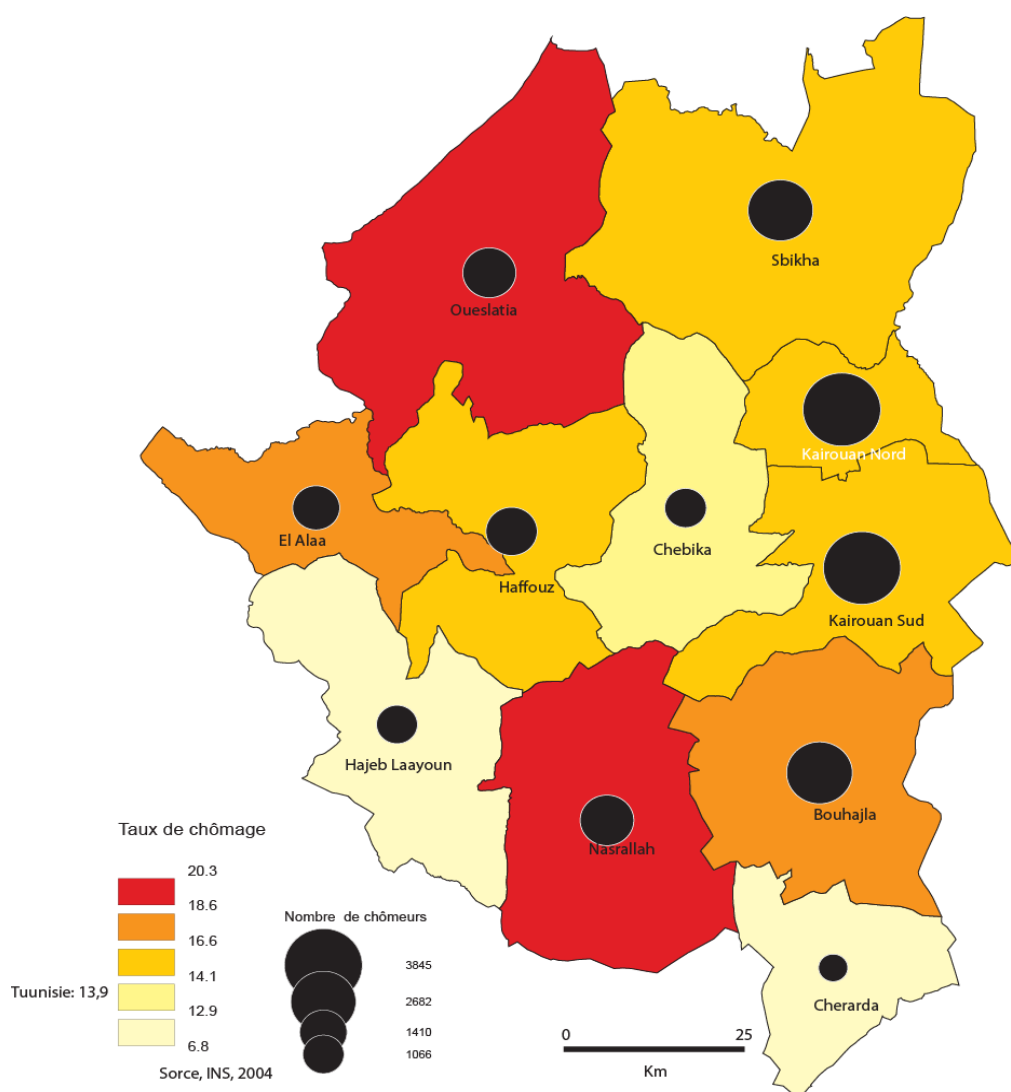 Sbikha
Oueslatia
Kairouan Nord
El Alaa
Chebika
Haffouz
Kairouan Sud
Hajeb Laayoun
Bouhajla
Nasrallah
Cherarda
Taux de chômage
20.3
18.6
16.6
14.1
Tuunisie: 13,9
12.9
6.8
Sorce, INS, 2004
Nombre de chômeurs
3845
2682
1410
1066
0 25
Km